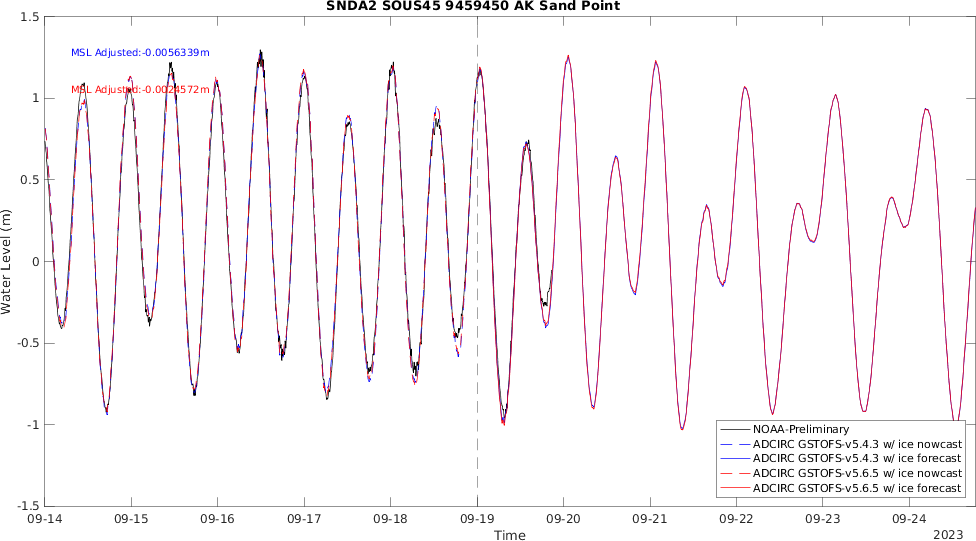 SNDA2 SOUS45 9459450 AK Sand Point
1.5
1
0.5
0
-0.5
-1
-1.5
Water Level (m)
MSL Adjusted:-0.0056339m
MSL Adjusted:-0.0024572m
NOAA-Preliminary
ADCIRC GSTOFS-v5.4.3 w/ ice nowcast
ADCIRC GSTOFS-v5.4.3 w/ ice forecast
ADCIRC GSTOFS-v5.6.5 w/ ice nowcast
ADCIRC GSTOFS-v5.6.5 w/ ice forecast
09-14 09-15 09-16 09-17 09-18 09-19 09-20 09-21 09-22 09-23 09-24
Time
2023